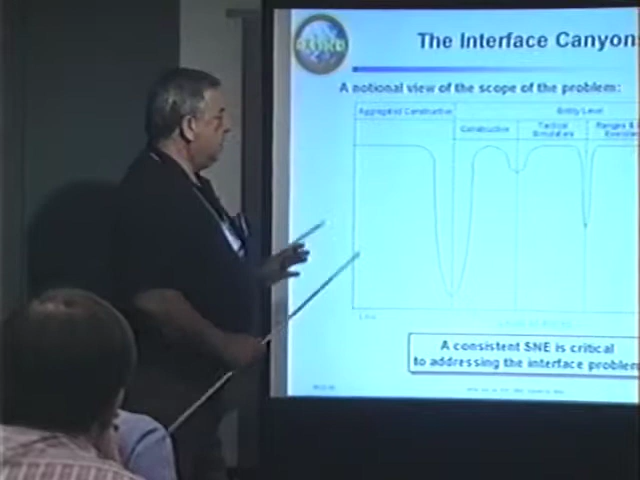 The Interface Canyons
A notional view of the scope of the problem:
Aggregated Constructive
Entity Level
Constructive
Tactical
Simulators
Ranges &
A consistent SNE is critical
to addressing the interface problem